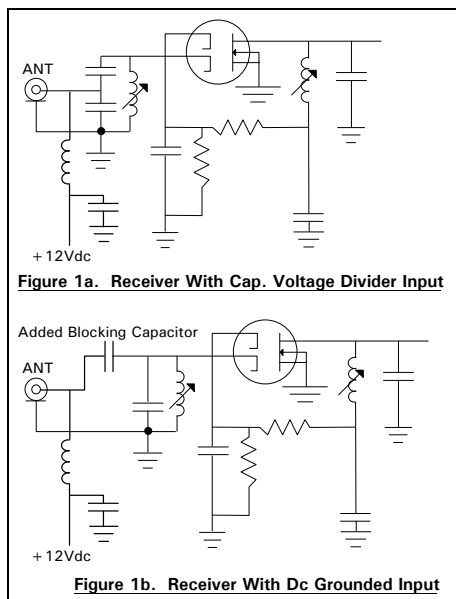 ANT
+12Vdc
Figure 1a. Receiver With Cap. Voltage Divider Input
Added Blocking Capacitor
ANT
+12Vdc
Figure 1b. Receiver With Dc Grounded Input